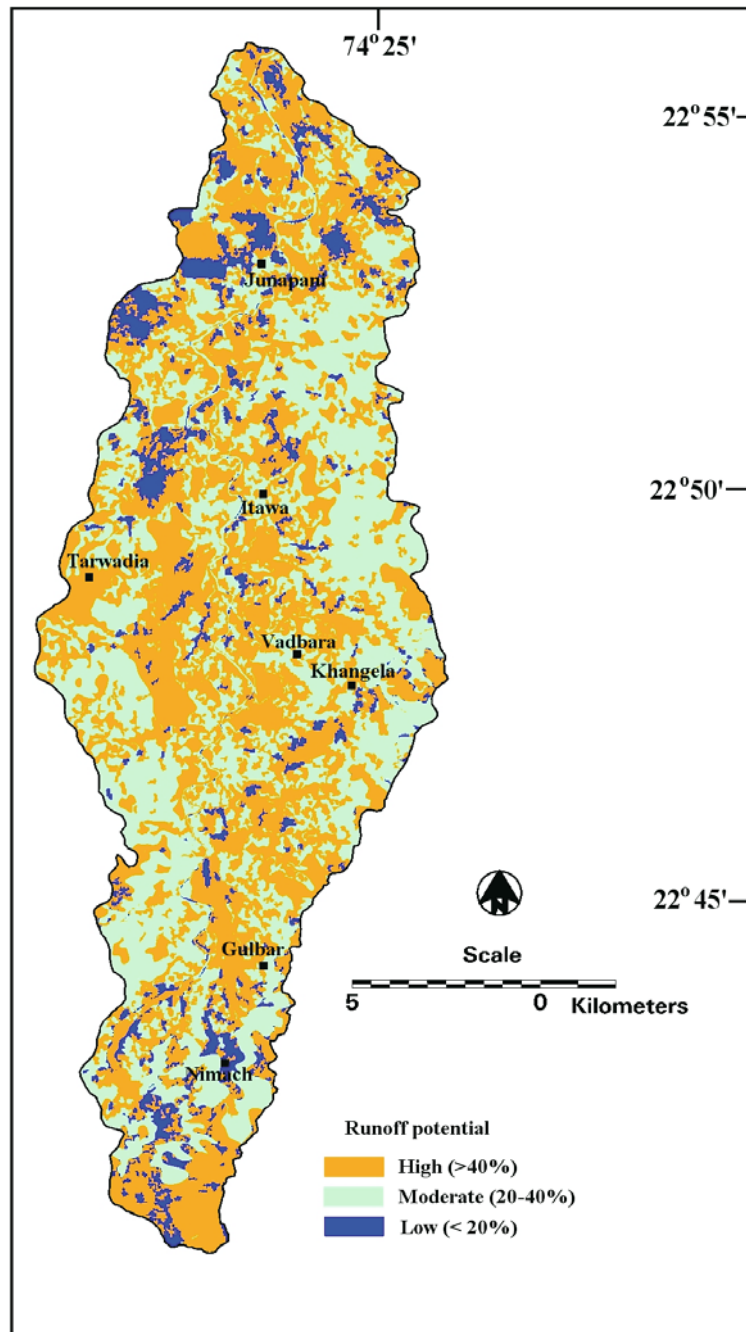 74° 25'
22° 55'
Junapani
22° 50'
Itawa
Tarwadia
Vadbara
Khangela
22° 45'
N
Gulbar
Scale
5 0 Kilometers
Nimach
Runoff potential
High (>40%)
Moderate (20-40%)
Low (< 20%)